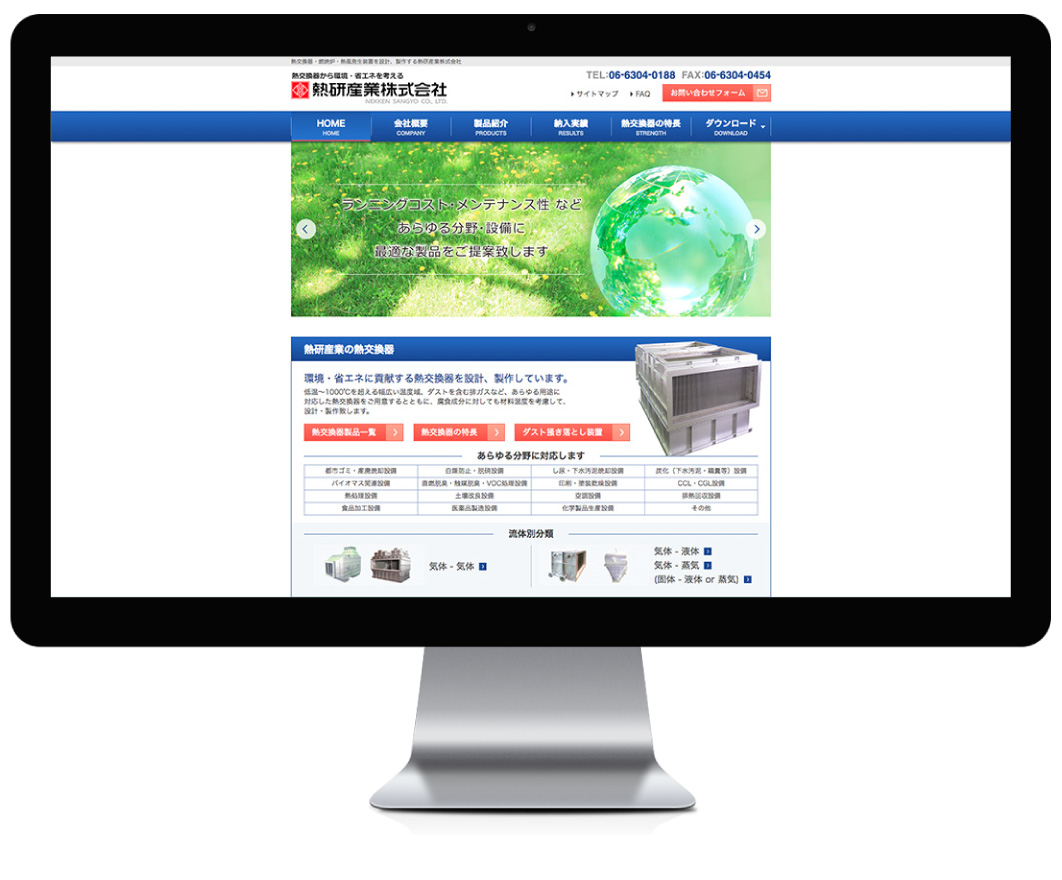 熱交換器・燃焼炉・熱風発生装置を設計、製作する熱研産業株式会社
熱交換器から環境・省エネを考える
熱研産業株式会社
NEKKEN SANGYO CO., LTD.
TEL:06-6304-0188 FAX:06-6304-0454
サイトマップ FAQ お問い合わせフォーム
HOME 会社概要 製品紹介 納入実績 熱交換器の特長 ダウンロード
HOME COMPANY PRODUCTS RESULTS STRENGTH DOWNLOAD
ランニングコスト・メンテナンス性 など
あらゆる分野・設備に
最適な製品をご提案致します
熱研産業の熱交換器
環境・省エネに貢献する熱交換器を設計、製作しています。
低温〜1000℃を超える幅広い温度域、ダストを含む排ガスなど、あらゆる用途に
対応した熱交換器をご用意するとともに、腐食成分に対しても材料温度を考慮して、
設計・製作致します。
熱交換器製品一覧 熱交換器の特長 ダスト掻き落とし装置
あらゆる分野に対応します
都市ゴミ・産廃焼却設備 白煙防止・脱硝設備 し尿・下水汚泥焼却設備 炭化（下水汚泥・鶏糞等）設備
バイオマス関連設備 直燃脱臭・触媒脱臭・VOC処理設備 印刷・塗装乾燥設備 CCL・CGL設備
熱処理設備 土壌改良設備 空調設備 排熱回収設備
食品加工設備 医薬品製造設備 化学製品生産設備 その他
流体別分類
気体 - 気体
気体 - 液体
気体 - 蒸気
(固体 - 液体 or 蒸気)